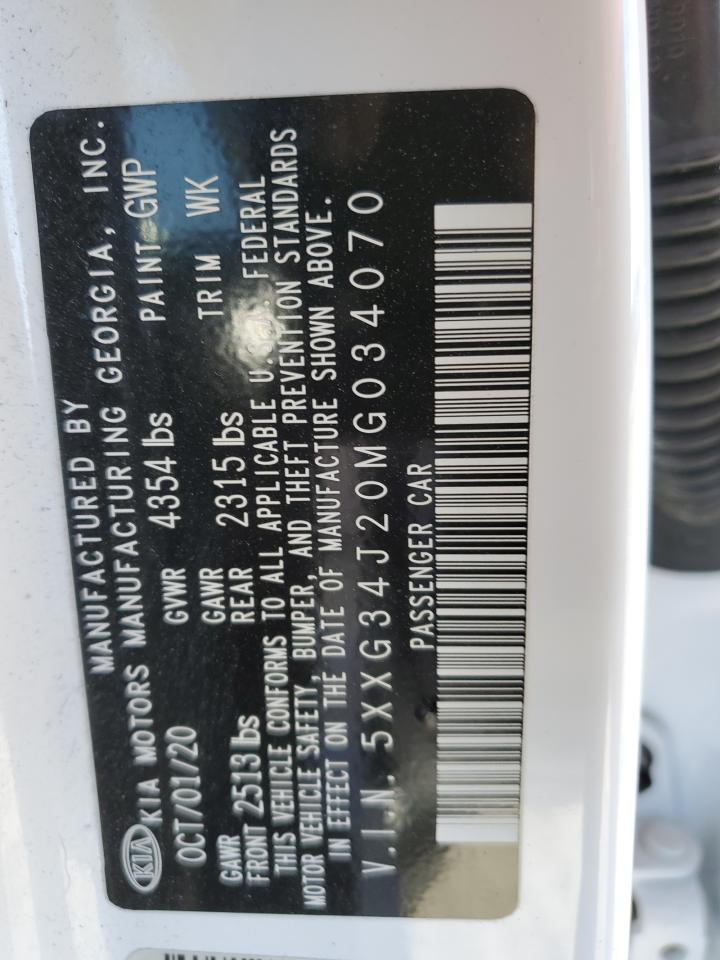 MANUFACTURED BY
KIA KIA MOTORS MANUFACTURING GEORGIA, INC.
OCT/01/20 GVWR 4354 lbs PAINT GWP
GAWR FRONT 2513 lbs GAWR REAR 2315 lbs TRIM WK
THIS VEHICLE CONFORMS TO ALL APPLICABLE U.S.A. FEDERAL
MOTOR VEHICLE SAFETY, BUMPER, AND THEFT PREVENTION STANDARDS
IN EFFECT ON THE DATE OF MANUFACTURE SHOWN ABOVE.
V.I.N. 5XXG34J20MG034070
PASSENGER CAR